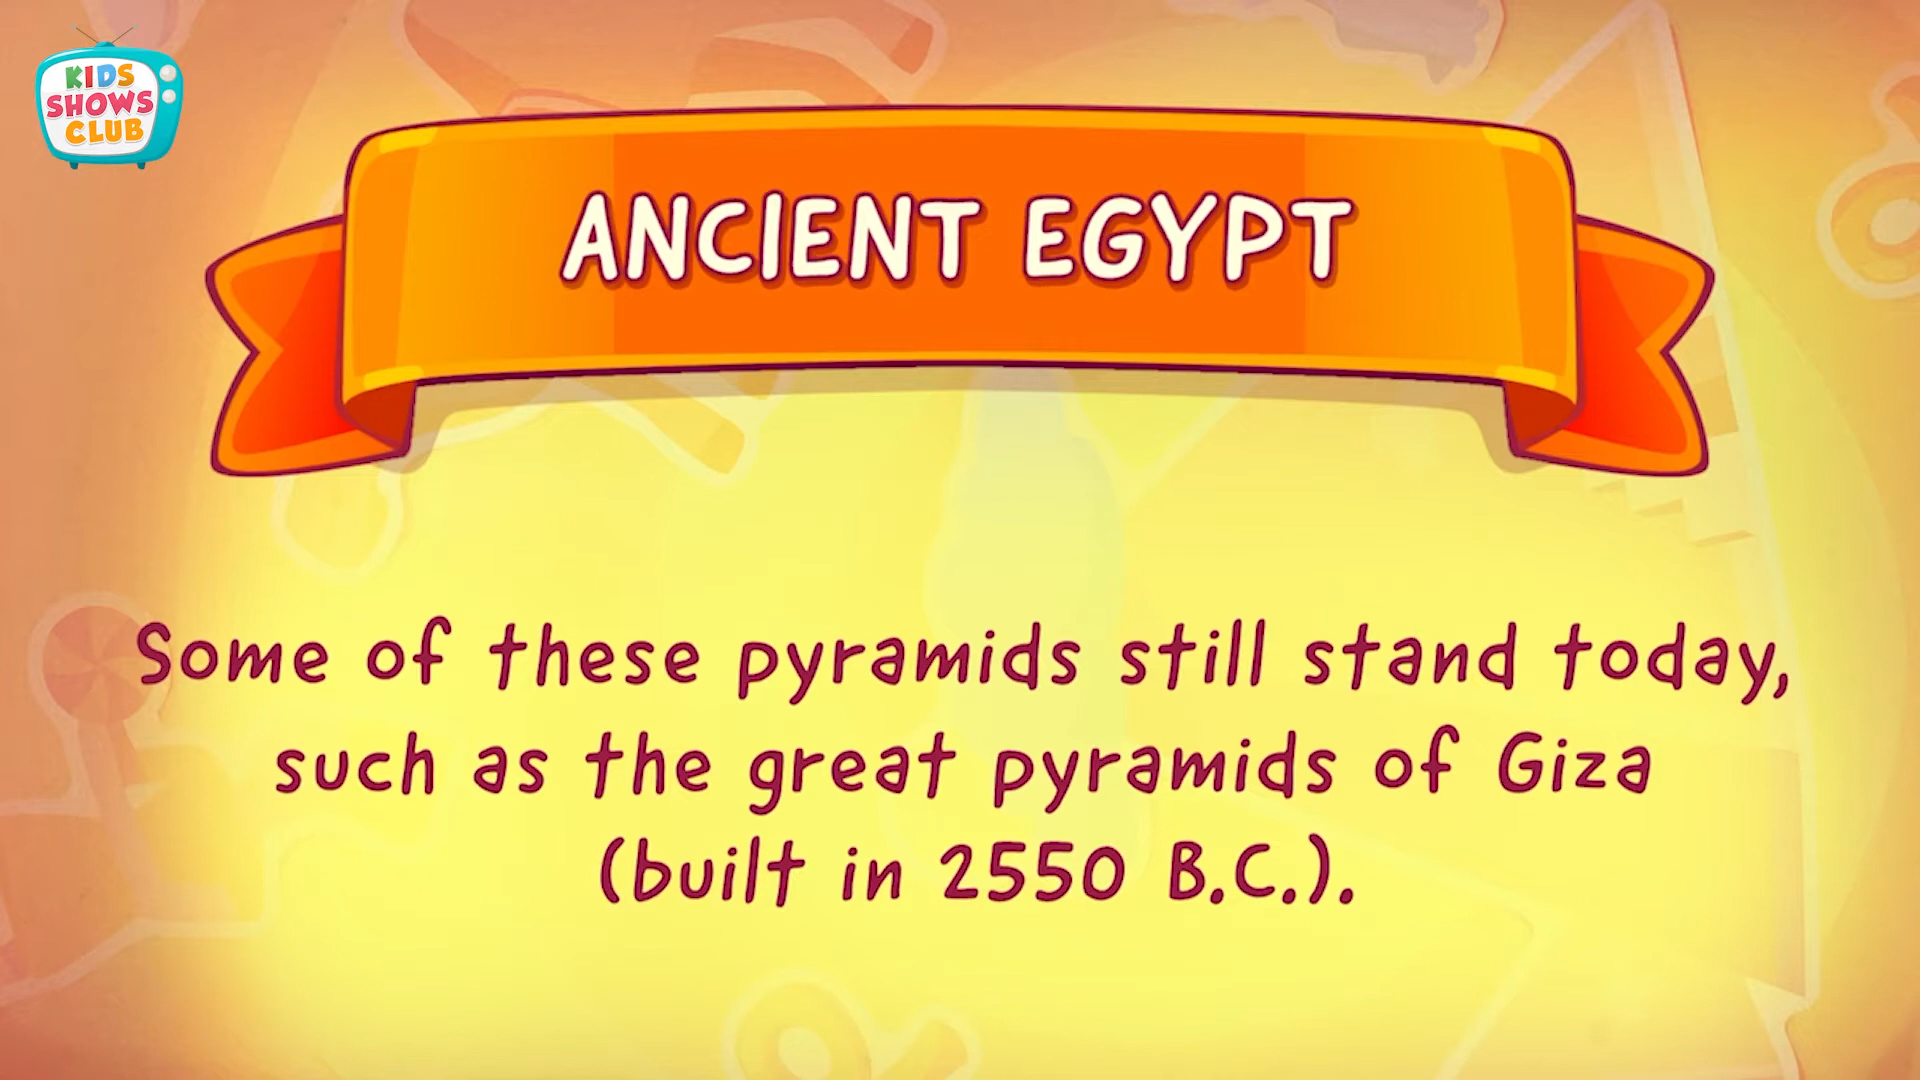 KIDS
SHOWS
CLUB
ANCIENT EGYPT
Some of these pyramids still stand today,
such as the great pyramids of Giza
(built in 2550 B.C.).